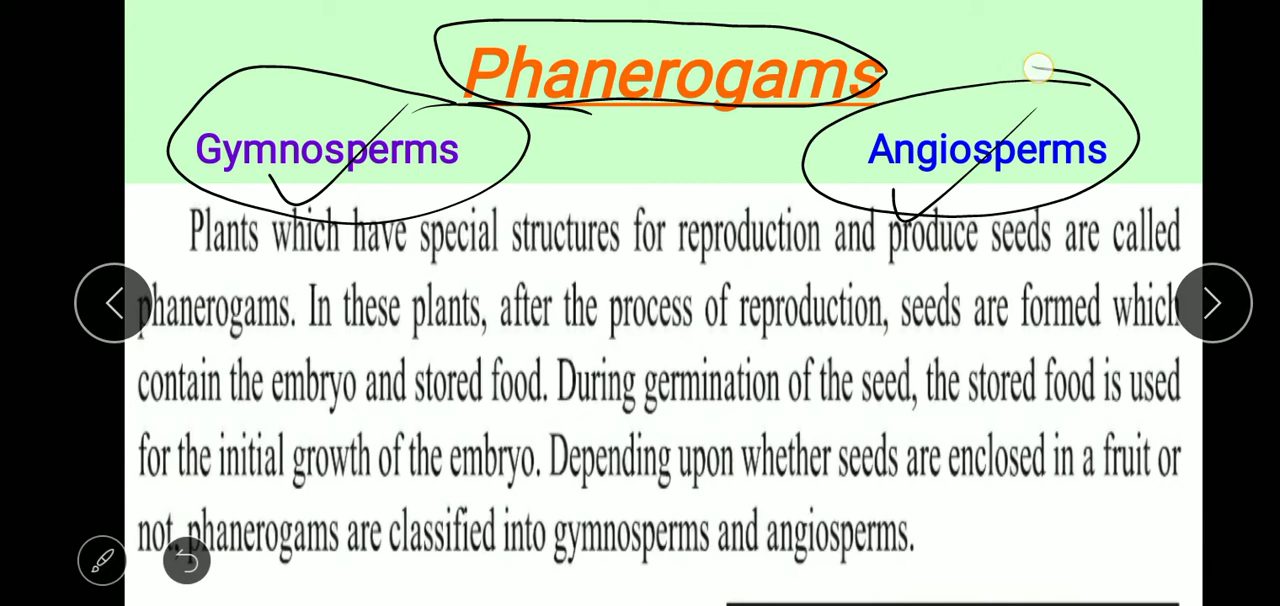 Phanerogams
Gymnosperms Angiosperms
Plants which have special structures for reproduction and produce seeds are called
phanerogams. In these plants, after the process of reproduction, seeds are formed which
contain the embryo and stored food. During germination of the seed, the stored food is used
for the initial growth of the embryo. Depending upon whether seeds are enclosed in a fruit or
not, phanerogams are classified into gymnosperms and angiosperms.